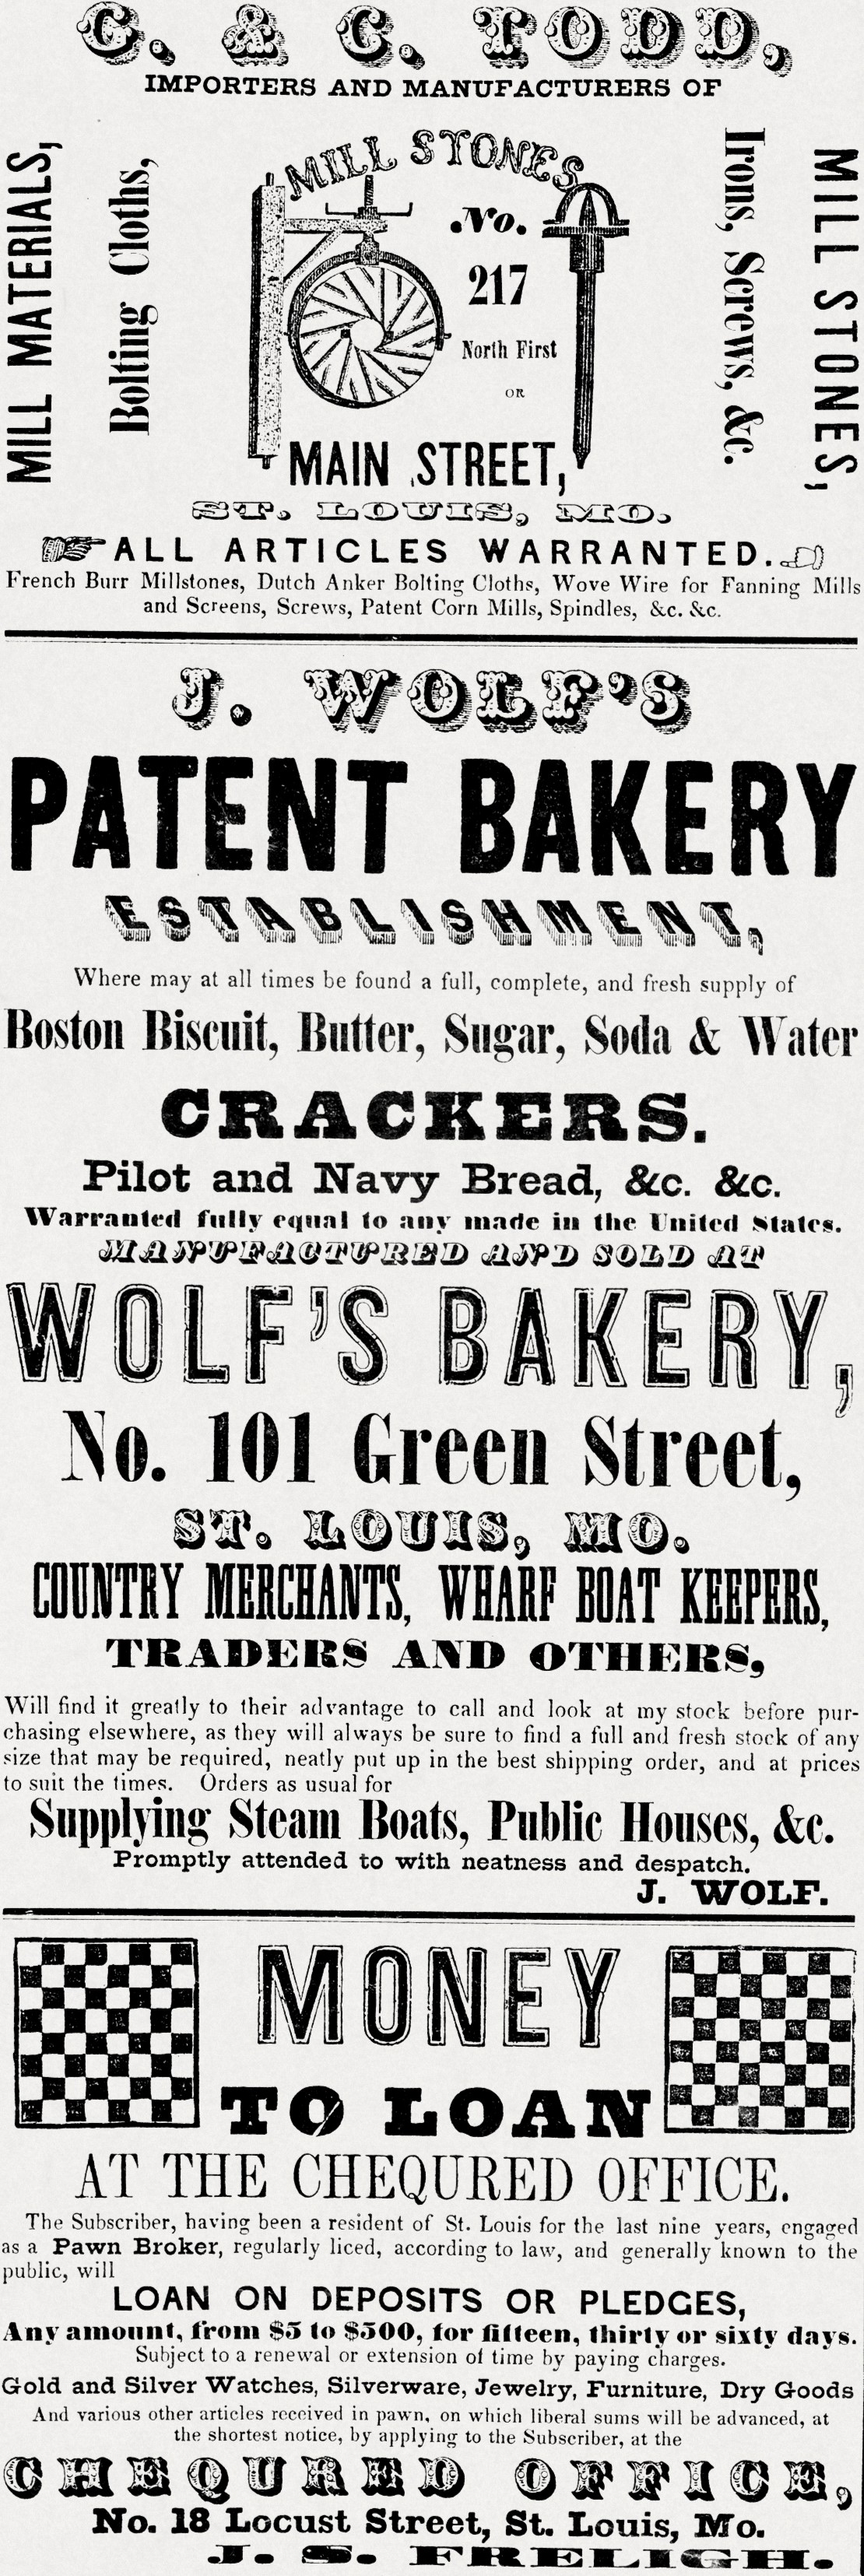 C. & C. TODD,
IMPORTERS AND MANUFACTURERS OF
MILL MATERIALS,
Bolting Cloths,
MILL STONES
No.
217
North First
OR
MAIN STREET,
Irons, Screws, &c.
MILL STONES,
ST. LOUIS, MO.
ALL ARTICLES WARRANTED.
French Burr Millstones, Dutch Anker Bolting Cloths, Wove Wire for Fanning Mills
and Screens, Screws, Patent Corn Mills, Spindles, &c. &c.
J. WOLF'S
PATENT BAKERY
ESTABLISHMENT,
Where may at all times be found a full, complete, and fresh supply of
Boston Biscuit, Butter, Sugar, Soda & Water
CRACKERS.
Pilot and Navy Bread, &c. &c.
Warranted fully equal to any made in the United States.
MANUFACTURED AND SOLD AT
WOLF'S BAKERY,
No. 101 Green Street,
ST. LOUIS, MO.
COUNTRY MERCHANTS, WHARF BOAT KEEPERS,
TRADERS AND OTHERS,
Will find it greatly to their advantage to call and look at my stock before pur-
chasing elsewhere, as they will always be sure to find a full and fresh stock of any
size that may be required, neatly put up in the best shipping order, and at prices
to suit the times. Orders as usual for
Supplying Steam Boats, Public Houses, &c.
Promptly attended to with neatness and despatch.
J. WOLF.
MONEY
TO LOAN
AT THE CHEQURED OFFICE.
The Subscriber, having been a resident of St. Louis for the last nine years, engaged
as a Pawn Broker, regularly liced, according to law, and generally known to the
public, will
LOAN ON DEPOSITS OR PLEDGES,
Any amount, from $5 to $500, for fifteen, thirty or sixty days.
Subject to a renewal or extension of time by paying charges.
Gold and Silver Watches, Silverware, Jewelry, Furniture, Dry Goods
And various other articles received in pawn, on which liberal sums will be advanced, at
the shortest notice, by applying to the Subscriber, at the
CHEQURED OFFICE,
No. 18 Locust Street, St. Louis, Mo.
J. S. FRELIGH.